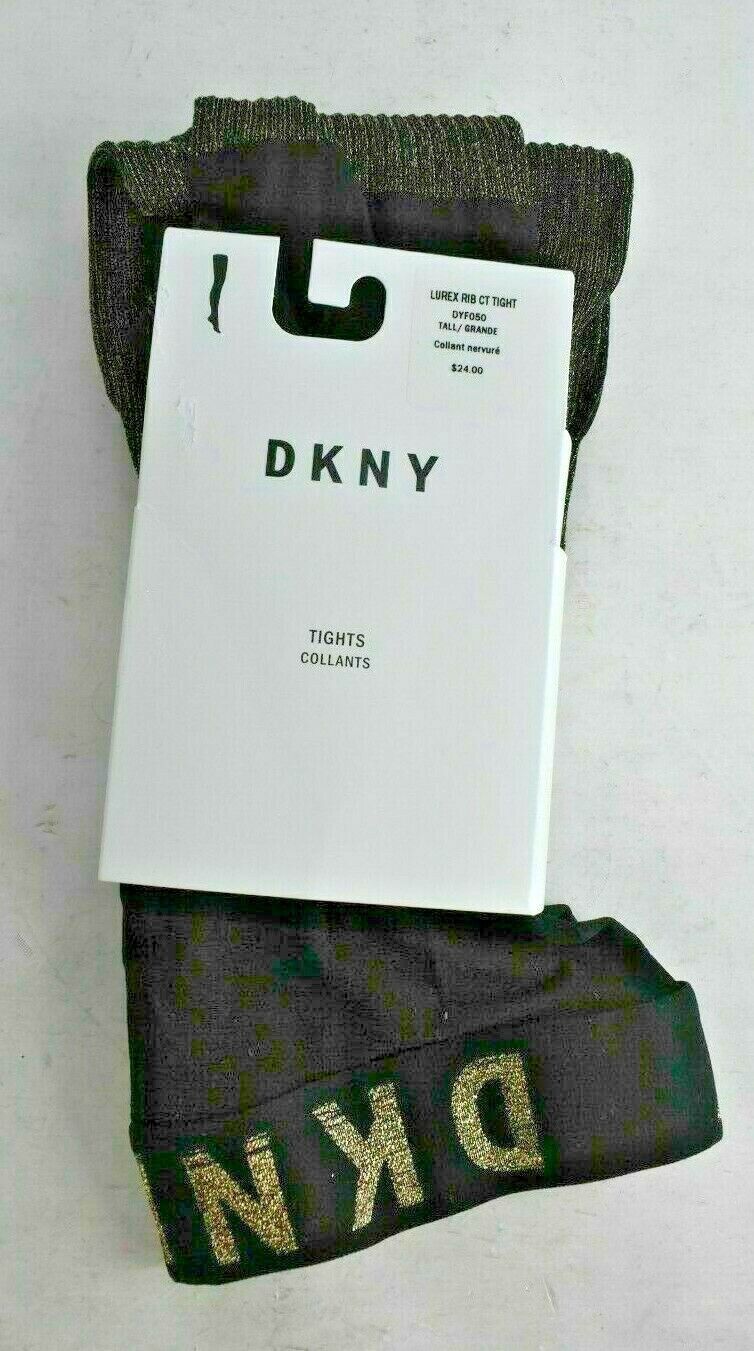 LUREX RIB CT TIGHT
DYF050
TALL/ GRANDE
Collant nervuré
$24.00
DKNY
TIGHTS
COLLANTS
DKN